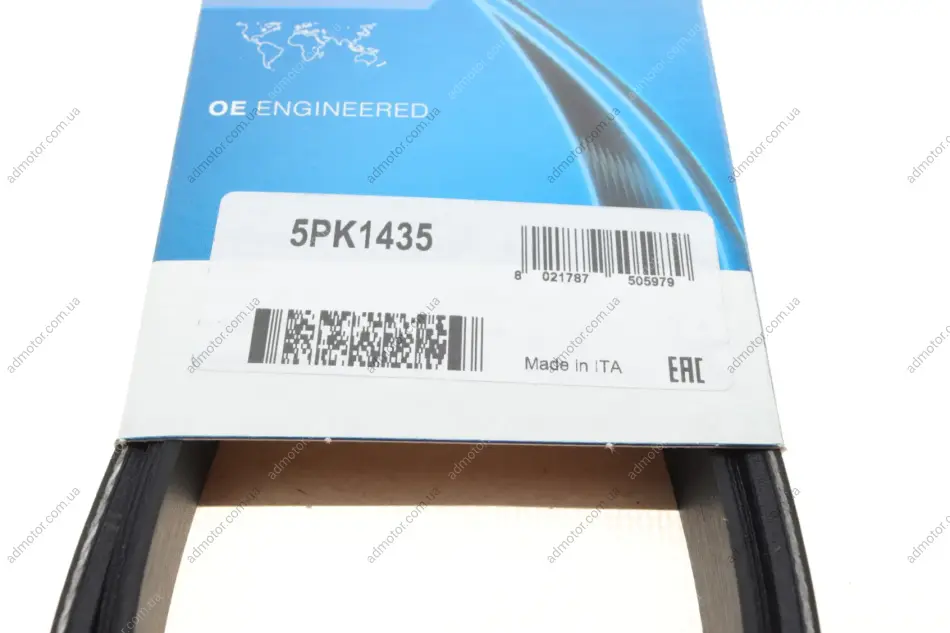 OE ENGINEERED
5PK1435
8 021787 505979
Made in ITA
EAC
admotor.com.ua